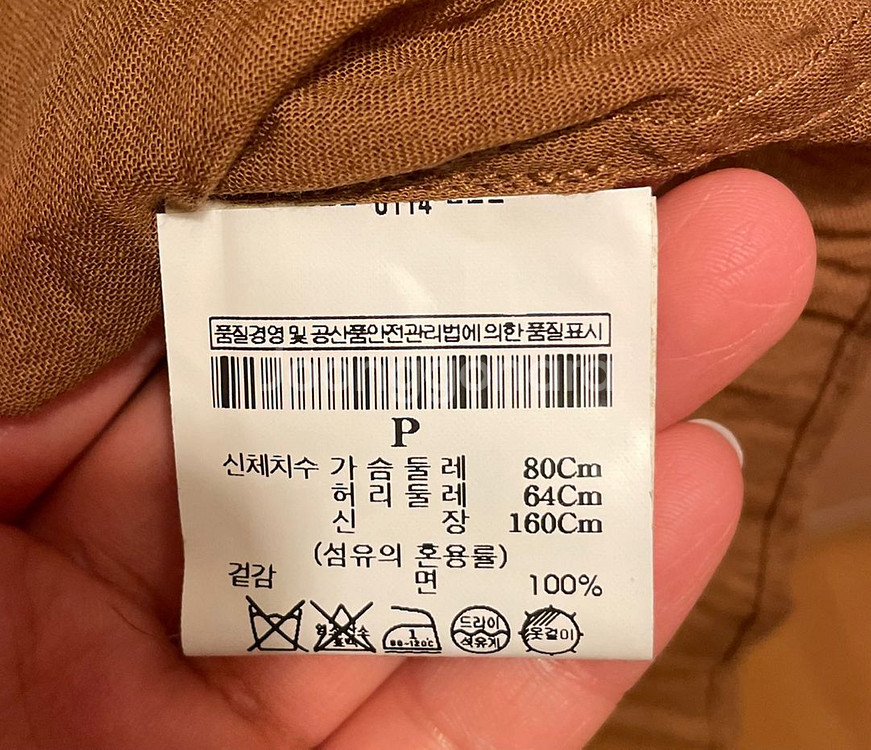 0114
품질경영 및 공산품안전관리법에 의한 품질표시
P
신체치수 가슴둘레 80Cm
허리둘레 64Cm
신장 160Cm
(섬유의 혼용률)
겉감 면 100%
1
80~120℃
드라이
석유계
옷걸이